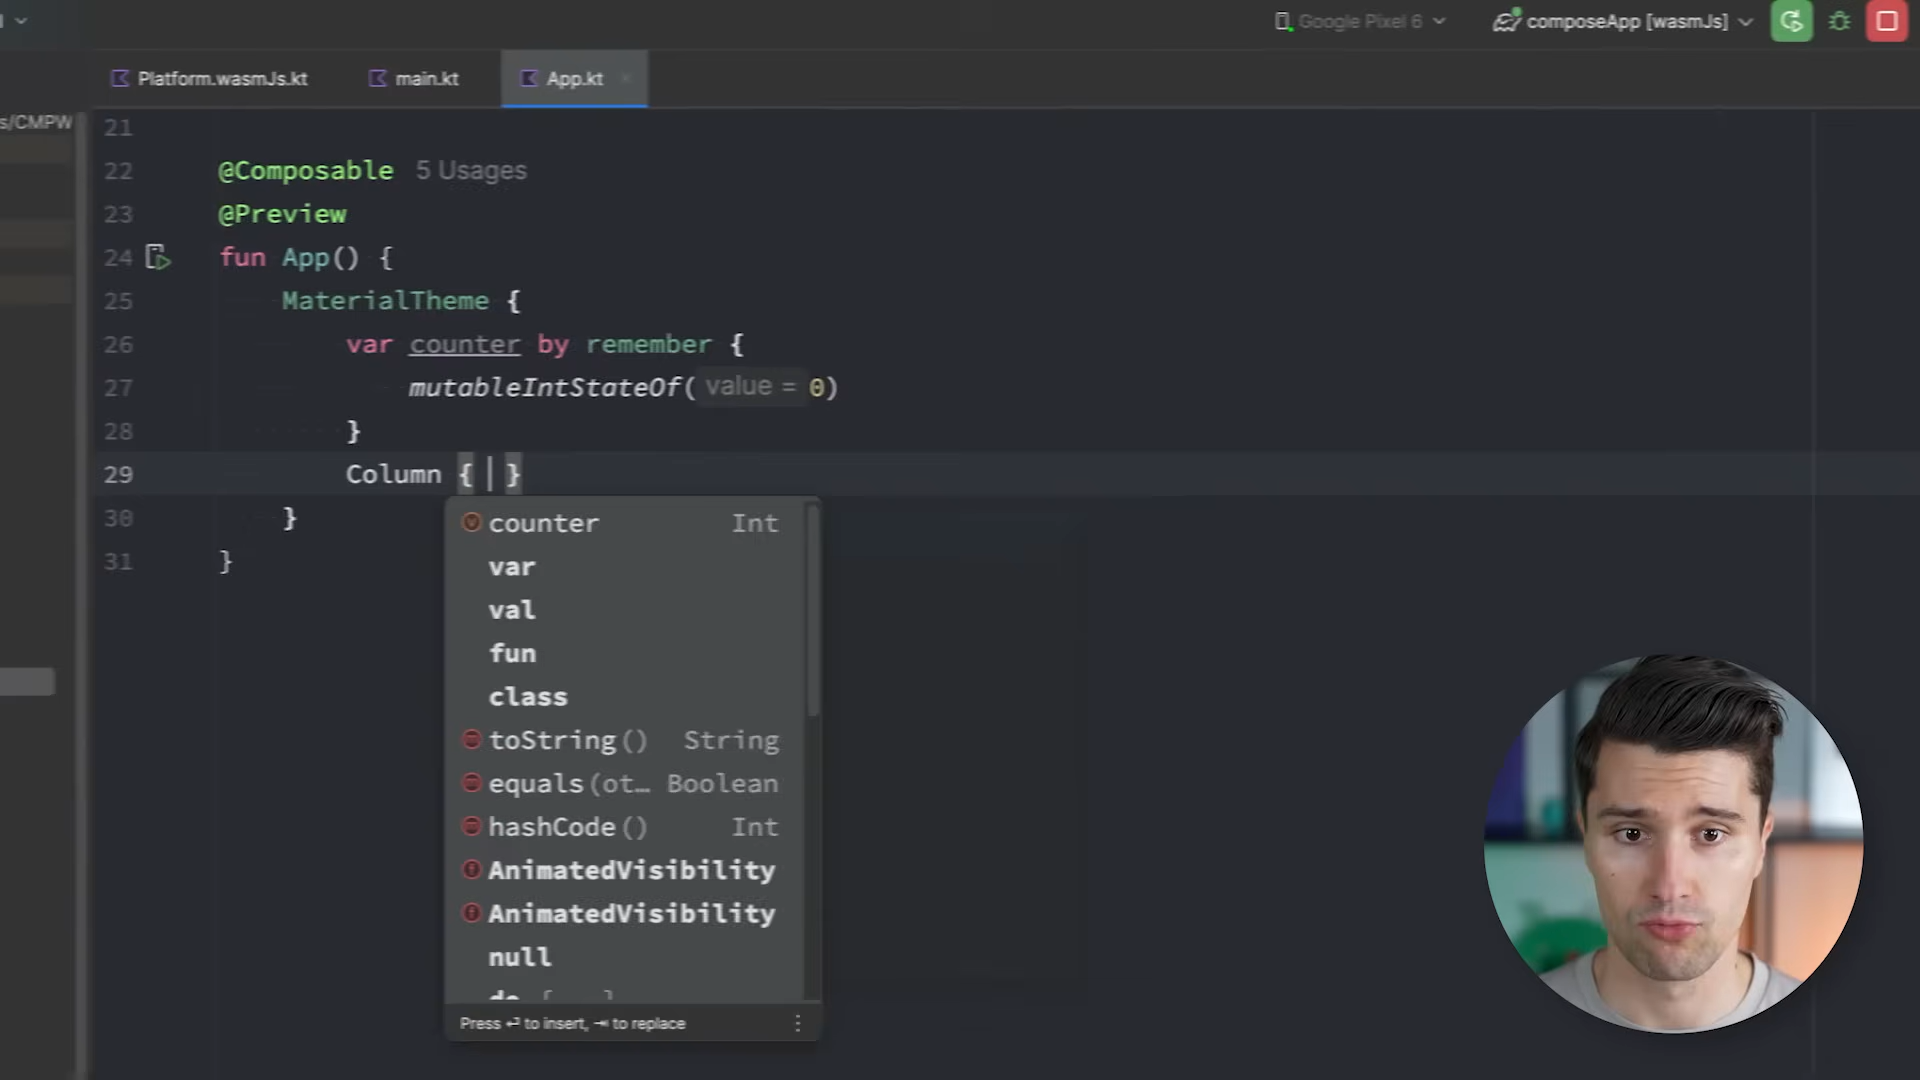 Google Pixel 6
composeApp [wasmJs]
Platform.wasmJs.kt
main.kt
App.kt
s/CMPW
21
22 @Composable 5 Usages
23 @Preview
24 fun App() {
25 MaterialTheme {
26 var counter by remember {
27 mutableIntStateOf( value = 0)
28 }
29 Column { }
30 }
31 }
counter Int
var
val
fun
class
toString() String
equals(ot… Boolean
hashCode() Int
AnimatedVisibility
AnimatedVisibility
null
Press ↵ to insert, ⇥ to replace